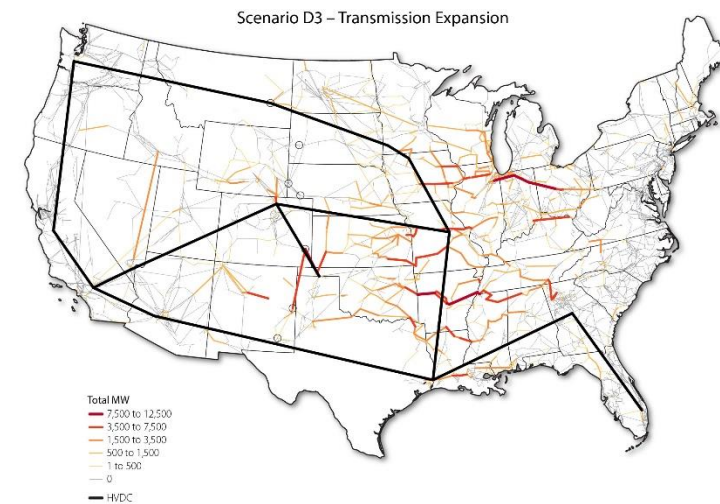 Scenario D3 – Transmission Expansion
Total MW
7,500 to 12,500
3,500 to 7,500
1,500 to 3,500
500 to 1,500
1 to 500
0
HVDC